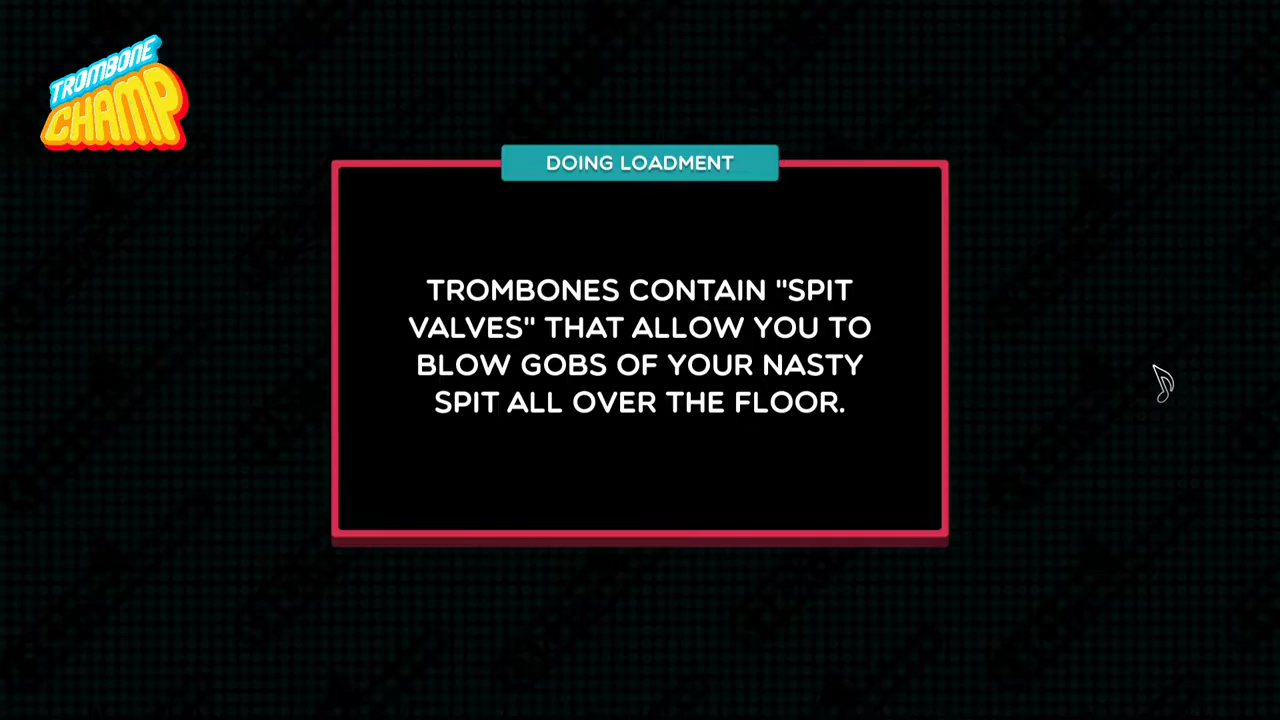 TROMBONE
CHAMP
DOING LOADMENT
TROMBONES CONTAIN "SPIT
VALVES" THAT ALLOW YOU TO
BLOW GOBS OF YOUR NASTY
SPIT ALL OVER THE FLOOR.